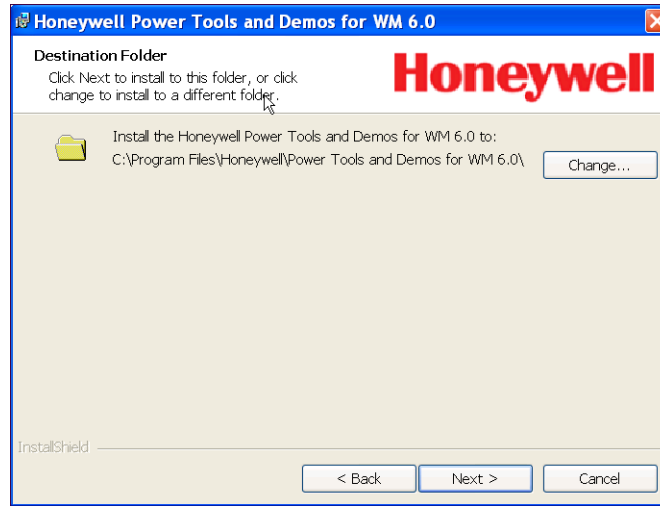 Honeywell Power Tools and Demos for WM 6.0
Destination Folder
Click Next to install to this folder, or click
change to install to a different folder.
Honeywell
Install the Honeywell Power Tools and Demos for WM 6.0 to:
C:\Program Files\Honeywell\Power Tools and Demos for WM 6.0\
Change...
InstallShield
< Back
Next >
Cancel